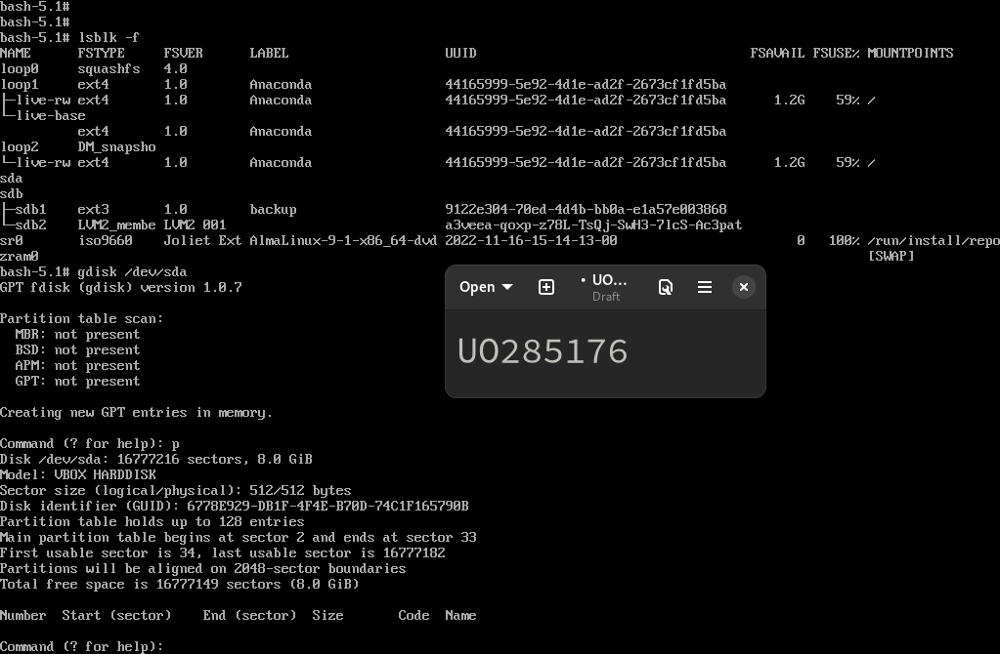 bash-5.1#
bash-5.1#
bash-5.1# lsblk -f
NAME      FSTYPE     FSVER      LABEL                    UUID                                   FSAVAIL FSUSE% MOUNTPOINTS
loop0     squashfs   4.0
loop1     ext4       1.0        Anaconda                 44165999-5e92-4d1e-ad2f-2673cf1fd5ba
├─live-rw ext4       1.0        Anaconda                 44165999-5e92-4d1e-ad2f-2673cf1fd5ba      1.2G    59% /
└─live-base
          ext4       1.0        Anaconda                 44165999-5e92-4d1e-ad2f-2673cf1fd5ba
loop2     DM_snapsho
└─live-rw ext4       1.0        Anaconda                 44165999-5e92-4d1e-ad2f-2673cf1fd5ba      1.2G    59% /
sda
sdb
├─sdb1    ext3       1.0        backup                   9122e304-70ed-4d4b-bb0a-e1a57e003868
└─sdb2    LVM2_membe LVM2 001                            a3veea-qoxp-z78L-TsQj-SwH3-7lcS-Ac3pat
sr0       iso9660    Joliet Ext AlmaLinux-9-1-x86_64-dvd 2022-11-16-15-14-13-00                       0   100% /run/install/repo
zram0                                                                                                          [SWAP]
bash-5.1# gdisk /dev/sda
GPT fdisk (gdisk) version 1.0.7
Partition table scan:
  MBR: not present
  BSD: not present
  APM: not present
  GPT: not present
Creating new GPT entries in memory.
Command (? for help): p
Disk /dev/sda: 16777216 sectors, 8.0 GiB
Model: VBOX HARDDISK
Sector size (logical/physical): 512/512 bytes
Disk identifier (GUID): 6778E929-DB1F-4F4E-B70D-74C1F165790B
Partition table holds up to 128 entries
Main partition table begins at sector 2 and ends at sector 33
First usable sector is 34, last usable sector is 16777182
Partitions will be aligned on 2048-sector boundaries
Total free space is 16777149 sectors (8.0 GiB)
Number  Start (sector)    End (sector)  Size       Code  Name
Command (? for help):
Open • UO...
Draft
UO285176